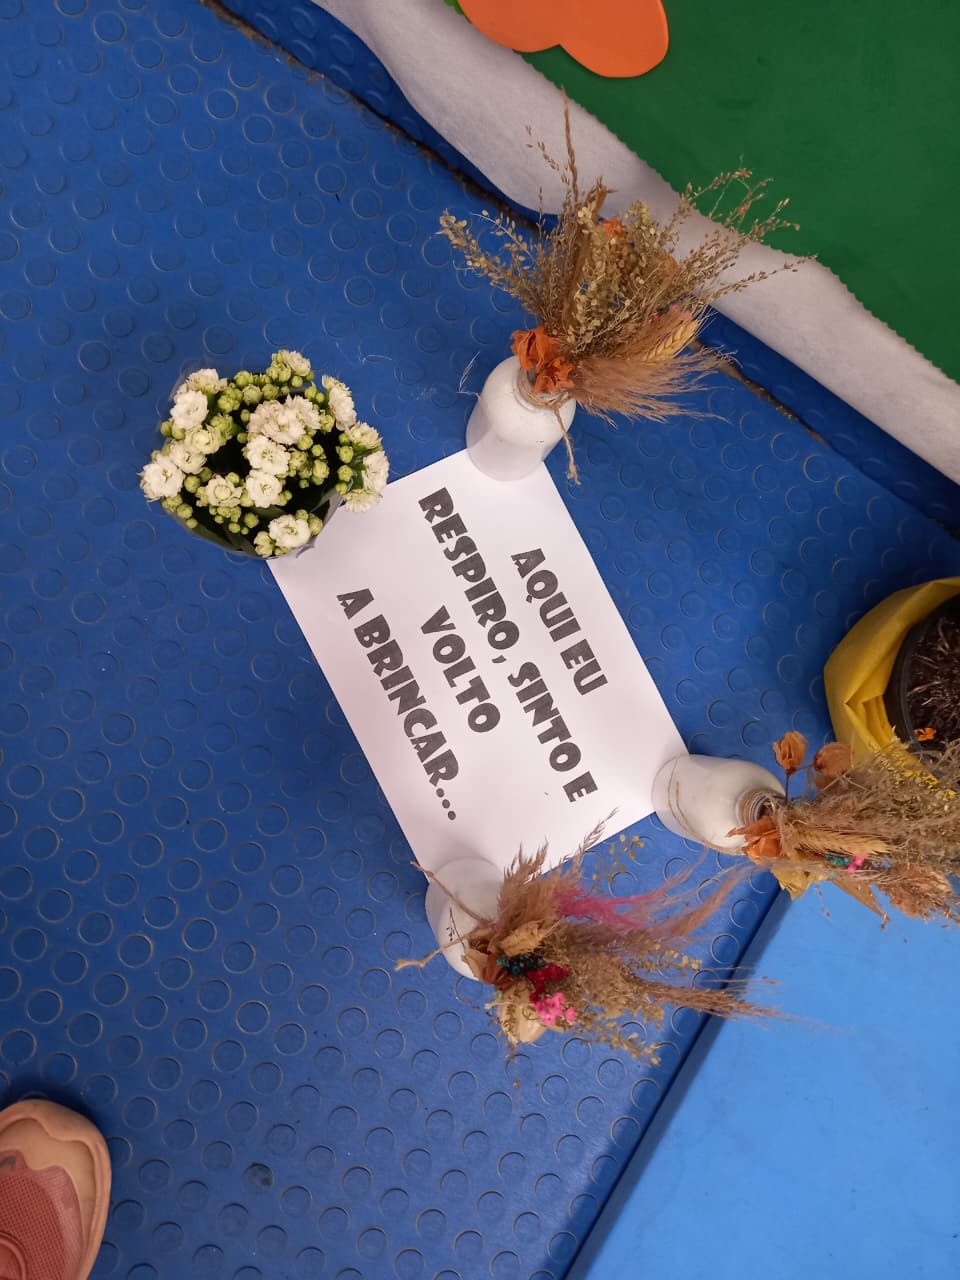 AQUI EU
RESPIRO, SINTO E
VOLTO
A BRINCAR...